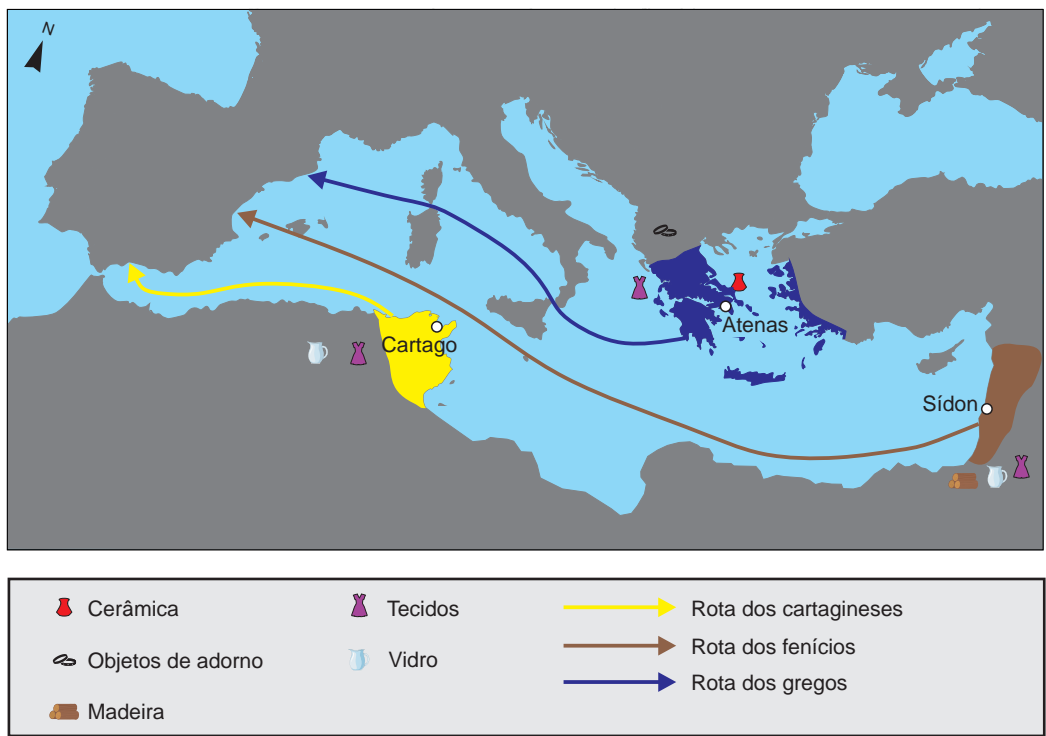 N
Atenas
Cartago
Sídon
Cerâmica
Objetos de adorno
Madeira
Tecidos
Vidro
Rota dos cartagineses
Rota dos fenícios
Rota dos gregos